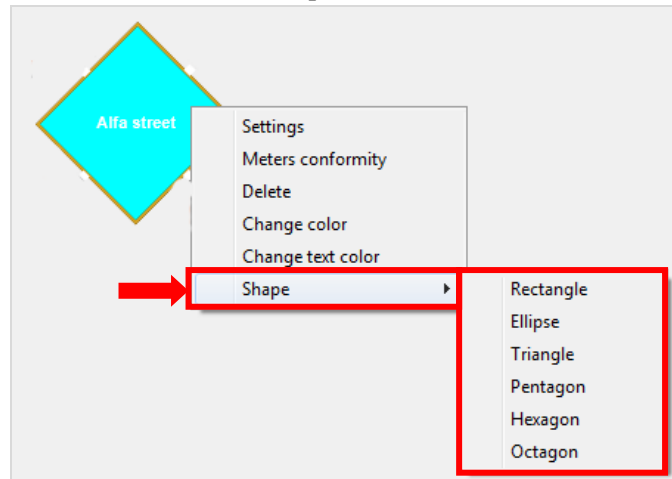 Alfa street
Settings
Meters conformity
Delete
Change color
Change text color
Shape
Rectangle
Ellipse
Triangle
Pentagon
Hexagon
Octagon